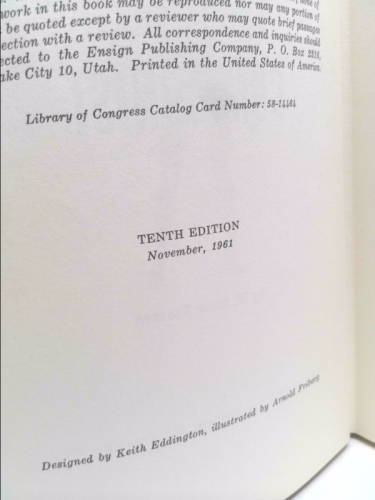 work in this book may be reproduced nor may any portion of
be quoted except by a reviewer who may quote brief passages
ection with a review. All correspondence and inquiries should
ected to the Ensign Publishing Company, P. O. Box 2216,
ake City 10, Utah. Printed in the United States of America.
Library of Congress Catalog Card Number: 58-14464
TENTH EDITION
November, 1961
Designed by Keith Eddington, illustrated by Arnold Friberg